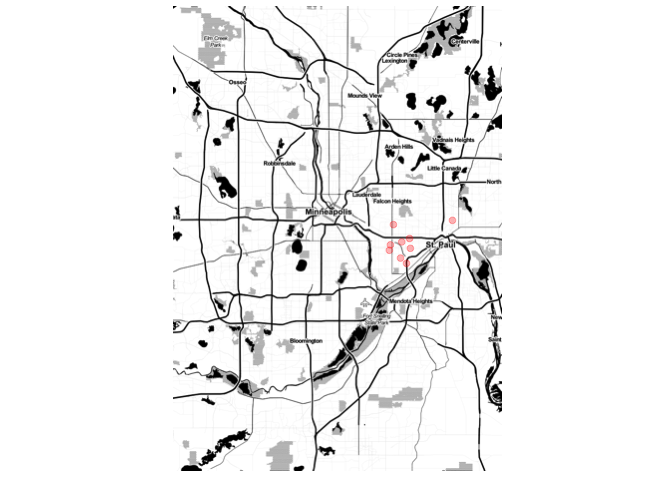 Elm Creek
Park
Centerville
Circle Pines
Lexington
Osseo
Mounds View
Vadnais Heights
Arden Hills
Robbinsdale
Little Canada
North
Lauderdale
Falcon Heights
Minneapolis
St. Paul
Mendota Heights
Fort Snelling
State Park
New
Bloomington
Saint